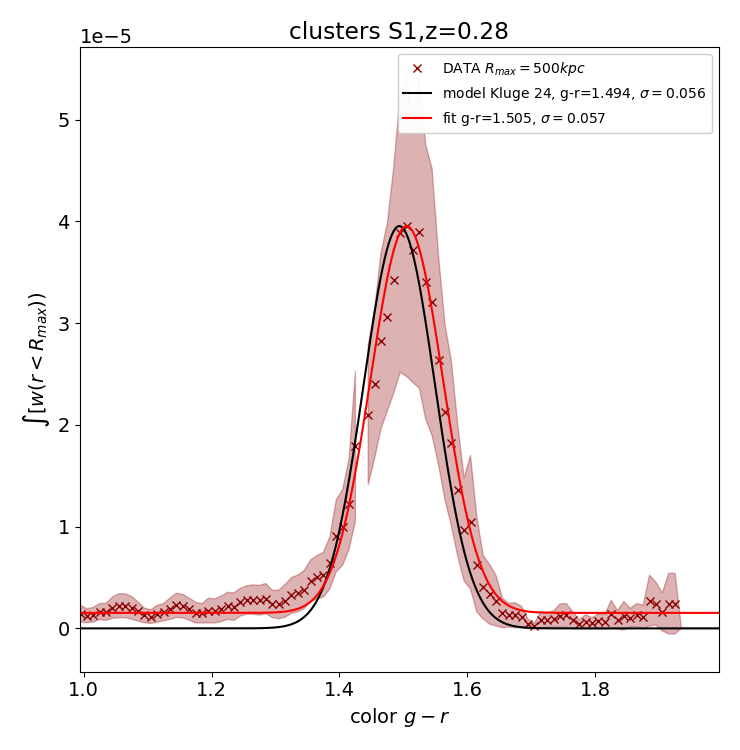 clusters S1,z=0.28
1e−5
DATA R_max = 500kpc
model Kluge 24, g-r=1.494, σ = 0.056
fit g-r=1.505, σ = 0.057
5
4
3
2
1
0
∫[w(r < R_max))
1.0 1.2 1.4 1.6 1.8
color g − r